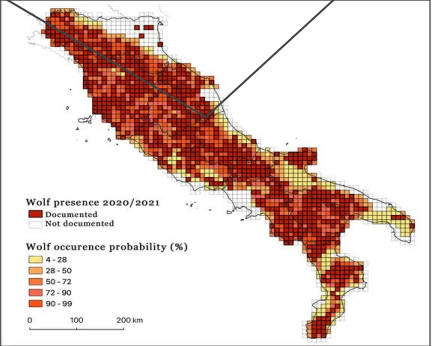 Wolf presence 2020/2021
Documented
Not documented
Wolf occurence probability (%)
4 - 28
28 - 50
50 - 72
72 - 90
90 - 99
0 100 200 km